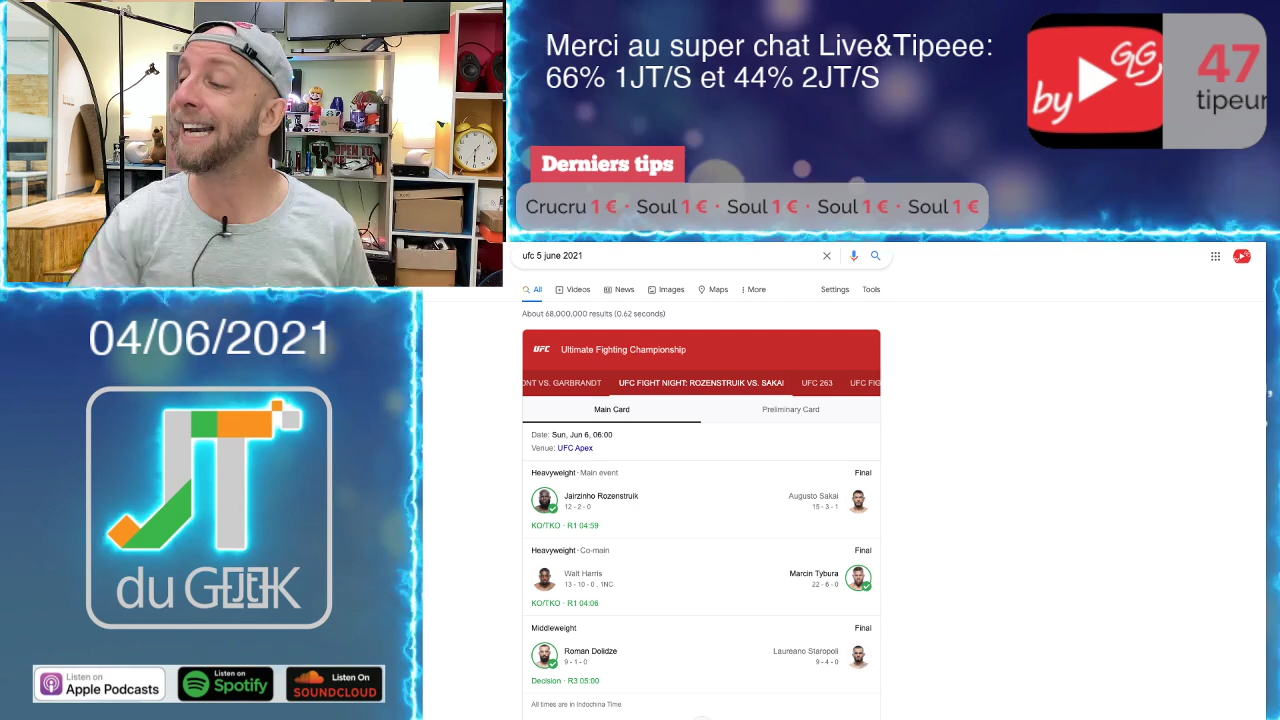 Merci au super chat Live&Tipeee:
66% 1JT/S et 44% 2JT/S
by GLG
47
tipeur
Derniers tips
Crucru 1 € · Soul 1 € · Soul 1 € · Soul 1 € · Soul 1 €
ufc 5 june 2021
All Videos News Images Maps More Settings Tools
About 68,000,000 results (0.62 seconds)
UFC Ultimate Fighting Championship
ONT VS. GARBRANDT UFC FIGHT NIGHT: ROZENSTRUIK VS. SAKAI UFC 263 UFC FIG
Main Card Preliminary Card
Date: Sun, Jun 6, 06:00
Venue: UFC Apex
Heavyweight · Main event Final
Jairzinho Rozenstruik Augusto Sakai
12 - 2 - 0 15 - 3 - 1
KO/TKO · R1 04:59
Heavyweight · Co-main Final
Walt Harris Marcin Tybura
13 - 10 - 0 , 1NC 22 - 6 - 0
KO/TKO · R1 04:06
Middleweight Final
Roman Dolidze Laureano Staropoli
9 - 1 - 0 9 - 4 - 0
Decision · R3 05:00
All times are in Indochina Time
04/06/2021
JT
du GEEK
Listen on Apple Podcasts
Listen on Spotify
Listen On SOUNDCLOUD